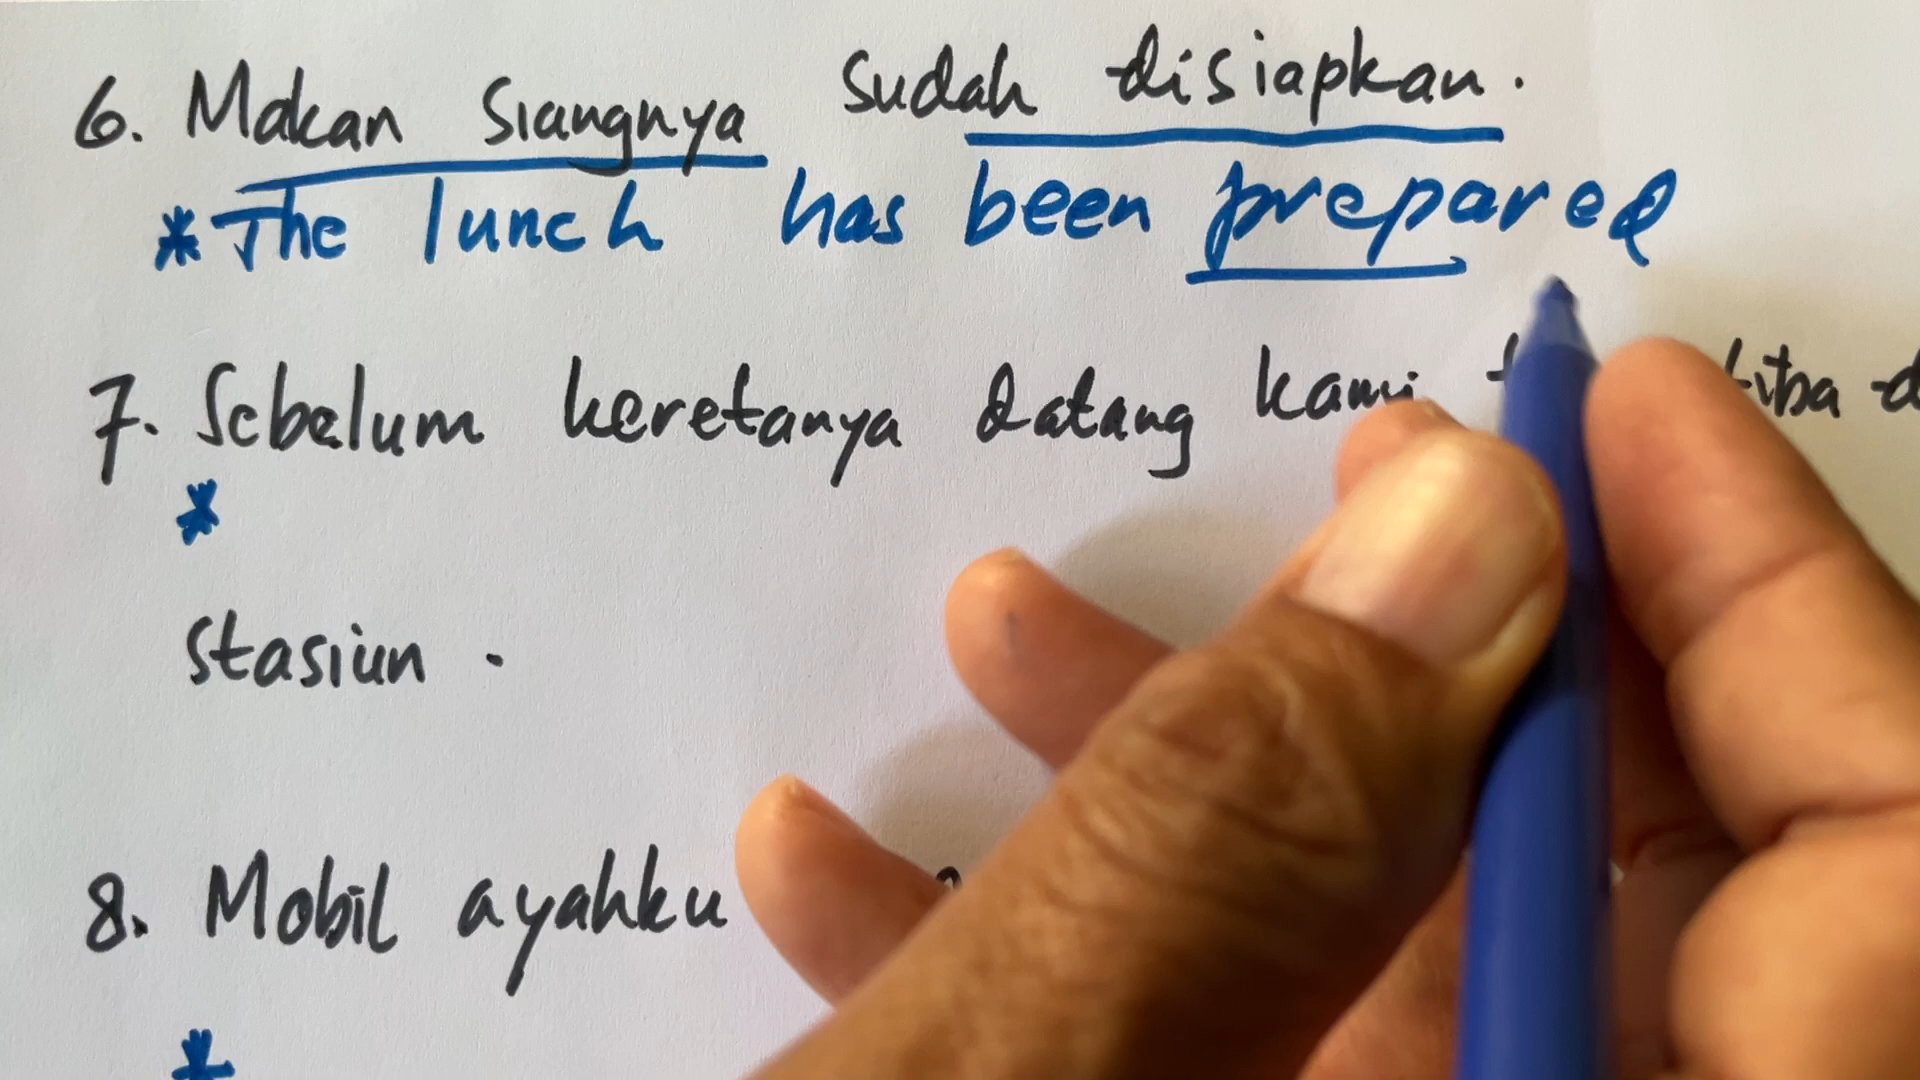 6. Makan siangnya sudah disiapkan.
* The lunch has been prepared
7. Sebelum keretanya datang kami
*
stasiun.
8. Mobil ayahku
*